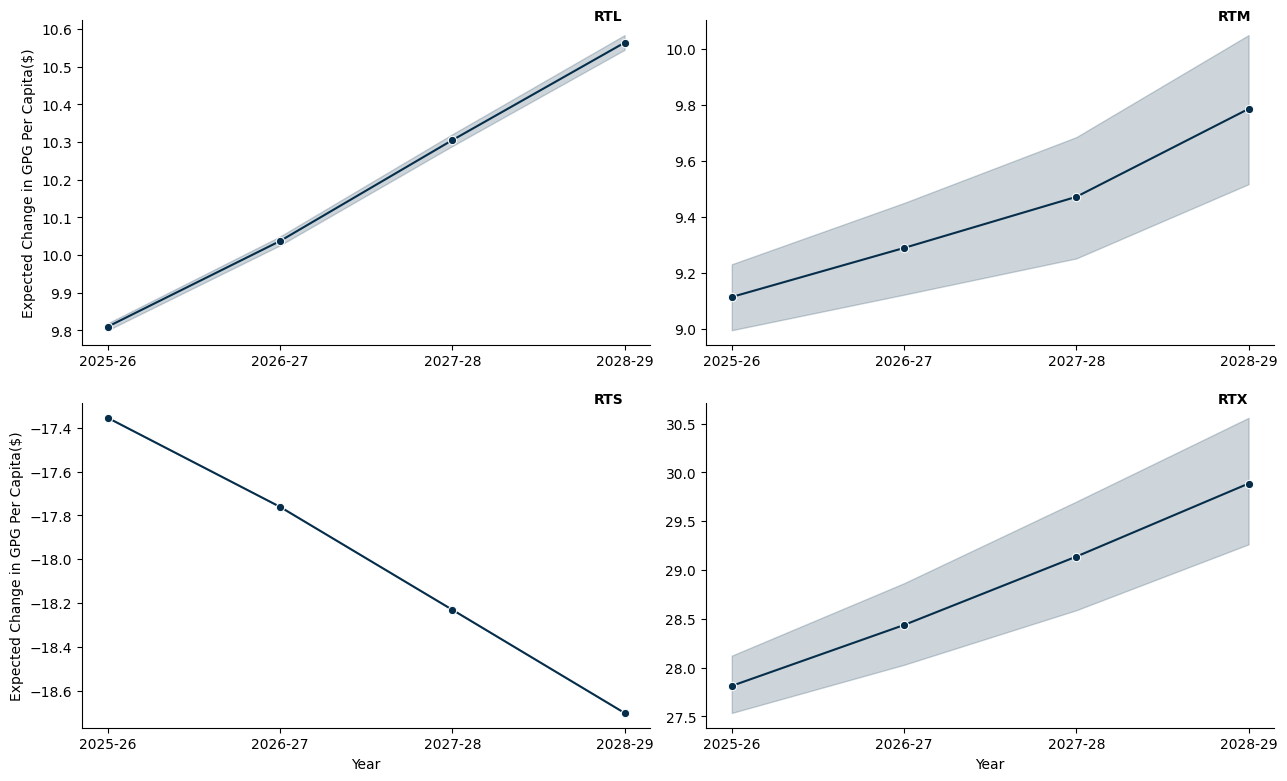 RTL
Expected Change in GPG Per Capita($)
10.6
10.5
10.4
10.3
10.2
10.1
10.0
9.9
9.8
2025-26 2026-27 2027-28 2028-29
RTM
10.0
9.8
9.6
9.4
9.2
9.0
2025-26 2026-27 2027-28 2028-29
RTS
Expected Change in GPG Per Capita($)
−17.4
−17.6
−17.8
−18.0
−18.2
−18.4
−18.6
2025-26 2026-27 2027-28 2028-29
Year
RTX
30.5
30.0
29.5
29.0
28.5
28.0
27.5
2025-26 2026-27 2027-28 2028-29
Year